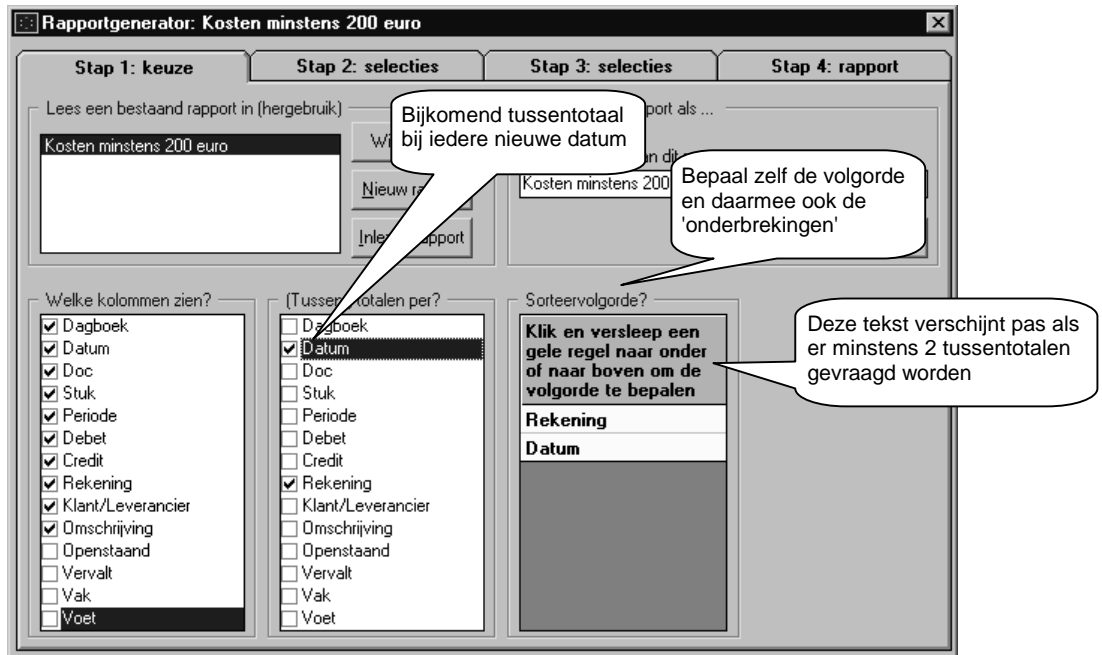 Rapportgenerator: Kosten minstens 200 euro
Stap 1: keuze
Stap 2: selecties
Stap 3: selecties
Stap 4: rapport
Lees een bestaand rapport in (hergebruik)
Kosten minstens 200 euro
Bijkomend tussentotaal
bij iedere nieuwe datum
port als ...
an dit
Kosten minstens 200
Bepaal zelf de volgorde
en daarmee ook de
'onderbrekingen'
Welke kolommen zien?
Dagboek
Datum
Doc
Stuk
Periode
Debet
Credit
Rekening
Klant/Leverancier
Omschrijving
Openstaand
Vervalt
Vak
Voet
(Tussen totalen per?
Dagboek
Datum
Doc
Stuk
Periode
Debet
Credit
Rekening
Klant/Leverancier
Omschrijving
Openstaand
Vervalt
Vak
Voet
Sorteervolgorde?
Klik en versleep een
gele regel naar onder
of naar boven om de
volgorde te bepalen
Rekening
Datum
Deze tekst verschijnt pas als
er minstens 2 tussentotalen
gevraagd worden